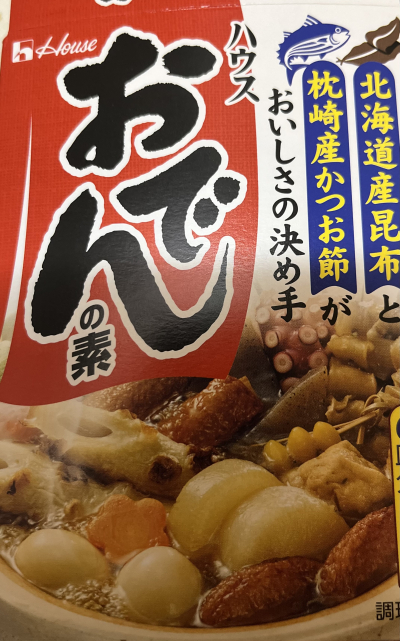 House
ハウス
おでん
の素
北海道産昆布と
枕崎産かつお節が
おいしさの決め手